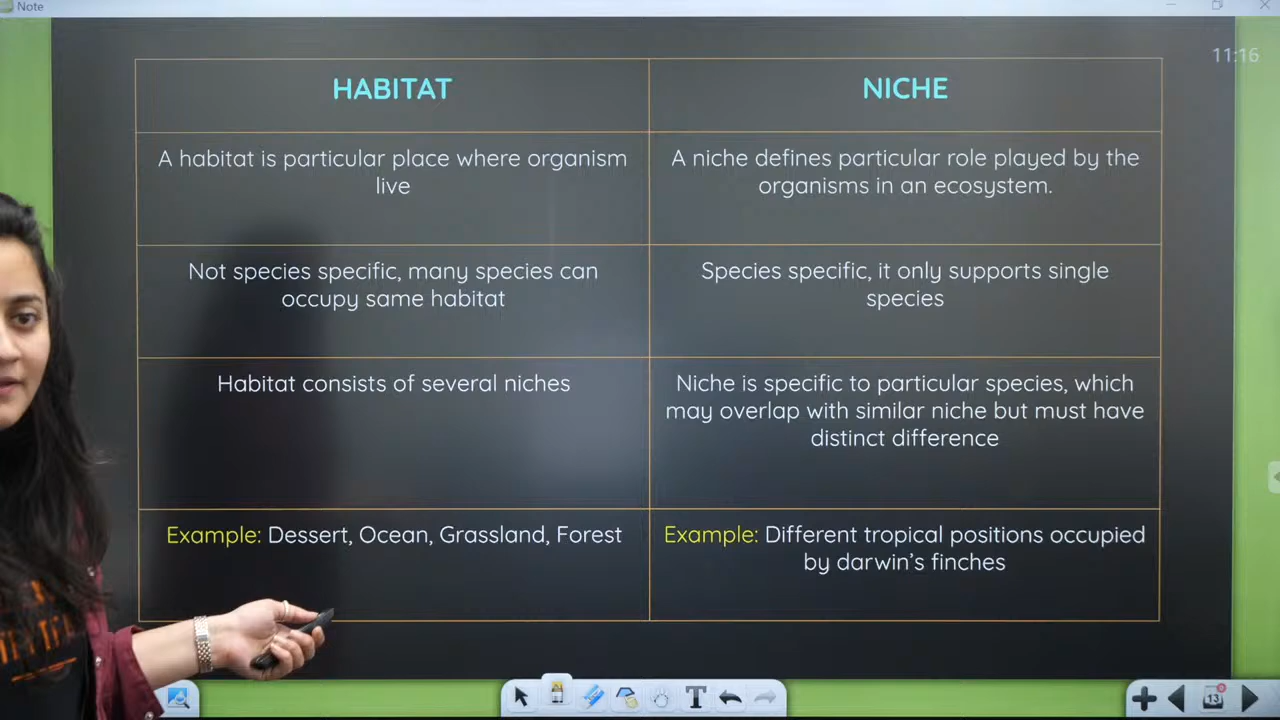 Note
11:16
HABITAT
NICHE
A habitat is particular place where organism
live
A niche defines particular role played by the
organisms in an ecosystem.
Not species specific, many species can
occupy same habitat
Species specific, it only supports single
species
Habitat consists of several niches
Niche is specific to particular species, which
may overlap with similar niche but must have
distinct difference
Example: Dessert, Ocean, Grassland, Forest
Example: Different tropical positions occupied
by darwin's finches
T
13